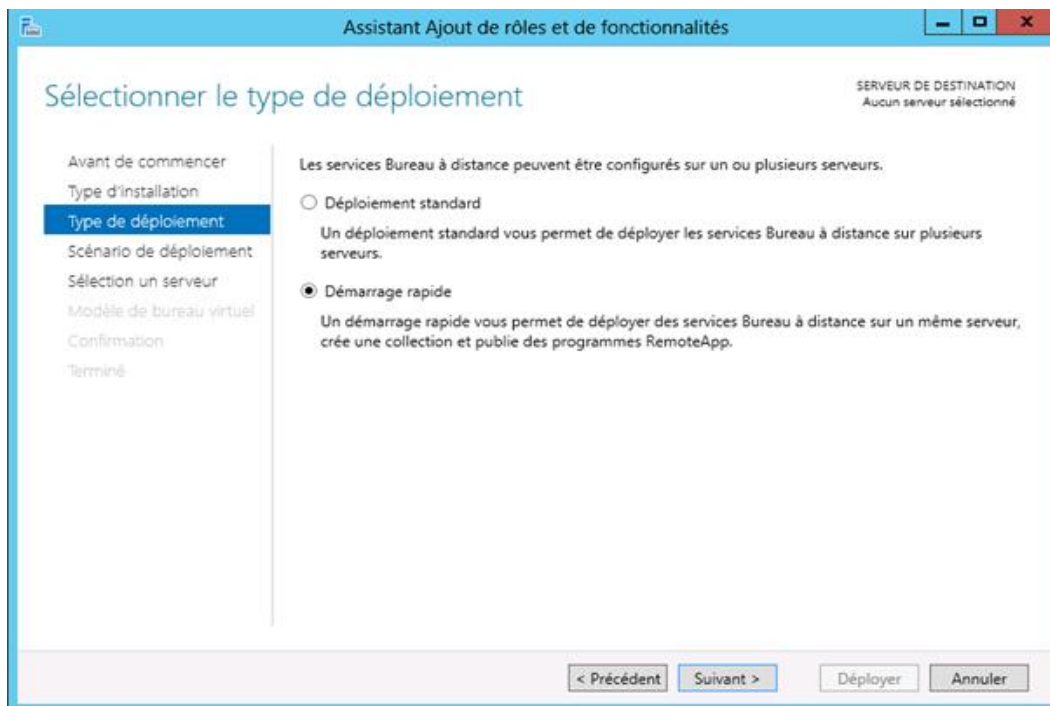 Assistant Ajout de rôles et de fonctionnalités
Sélectionner le type de déploiement
SERVEUR DE DESTINATION
Aucun serveur sélectionné
Avant de commencer
Type d'installation
Type de déploiement
Scénario de déploiement
Sélection un serveur
Modèle de bureau virtuel
Confirmation
Terminé
Les services Bureau à distance peuvent être configurés sur un ou plusieurs serveurs.
Déploiement standard
Un déploiement standard vous permet de déployer les services Bureau à distance sur plusieurs
serveurs.
Démarrage rapide
Un démarrage rapide vous permet de déployer des services Bureau à distance sur un même serveur,
crée une collection et publie des programmes RemoteApp.
< Précédent
Suivant >
Déployer
Annuler